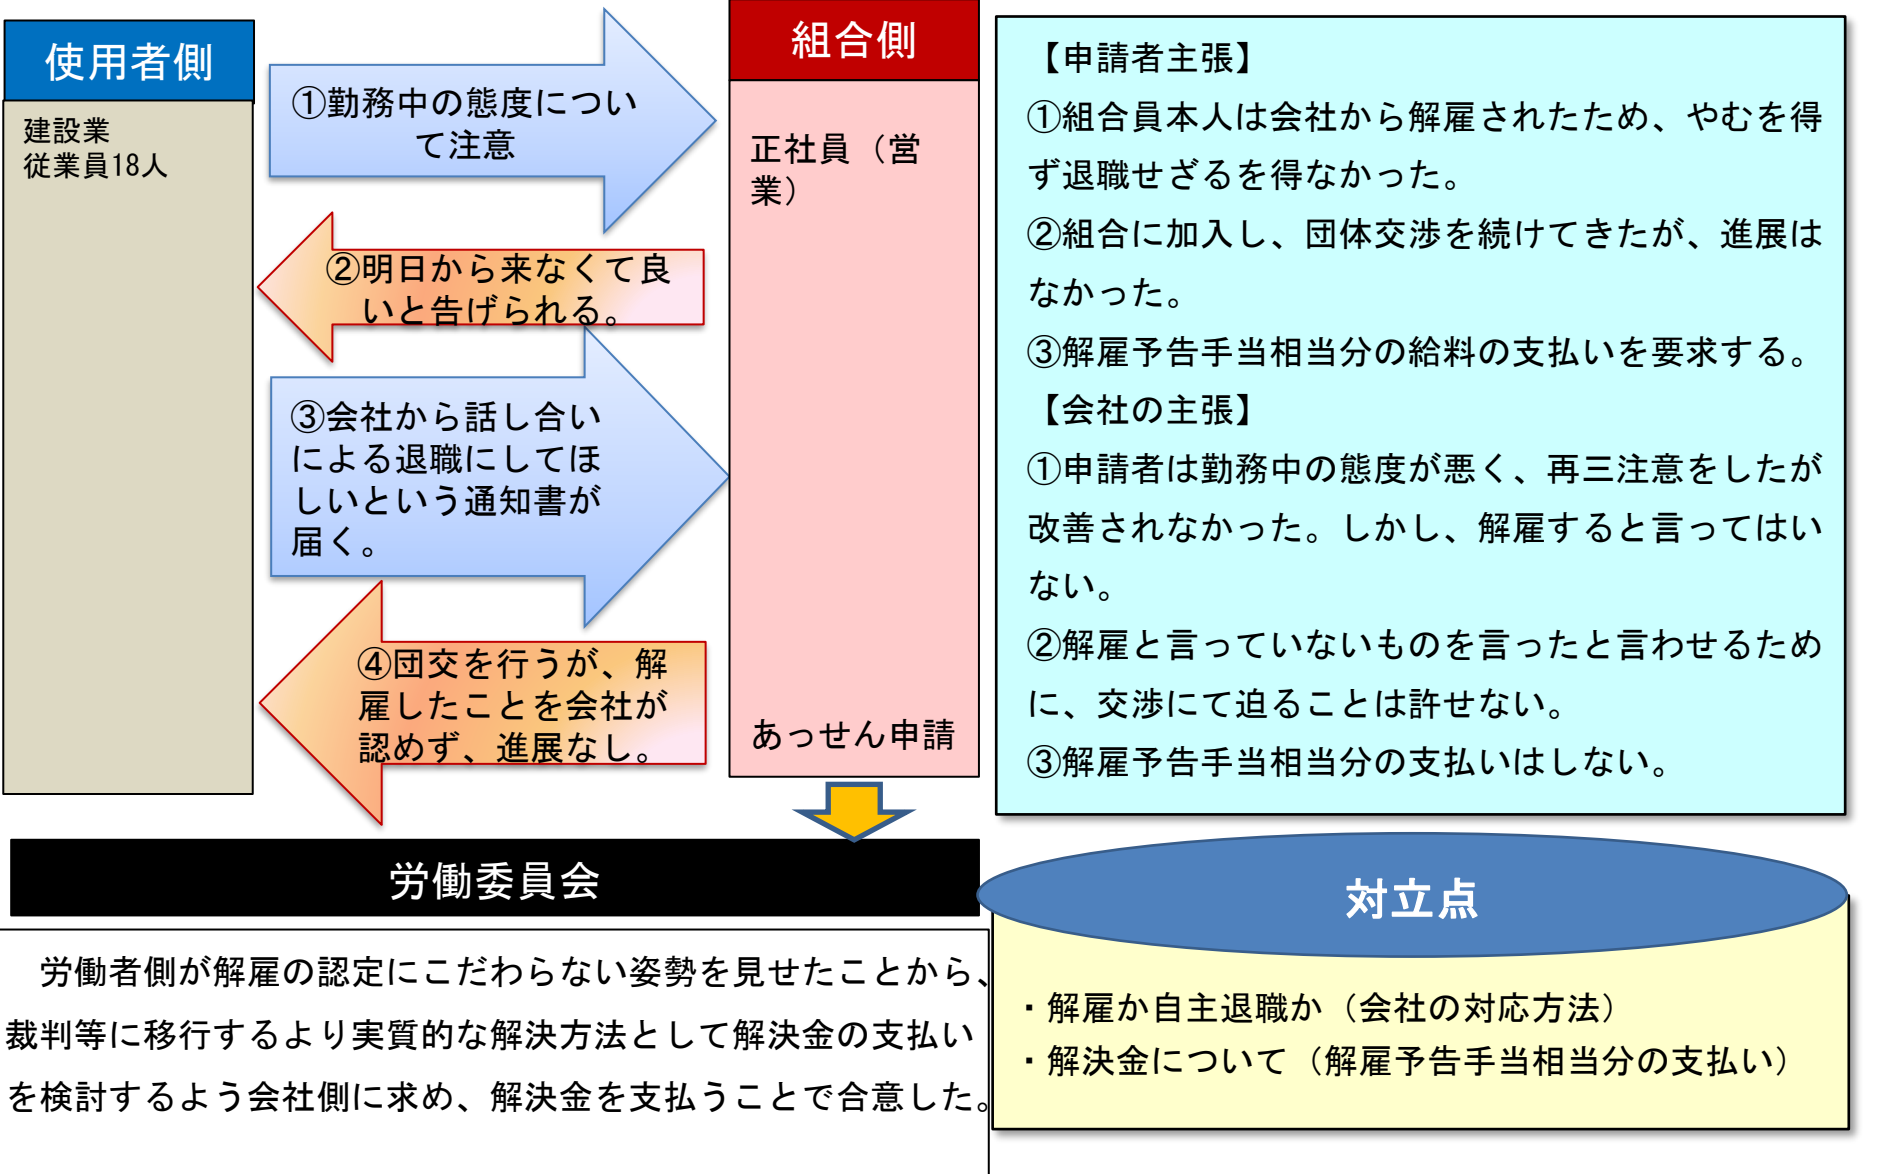 使用者側
建設業
従業員18人
①勤務中の態度につい
て注意
②明日から来なくて良
いと告げられる。
③会社から話し合い
による退職にしてほ
しいという通知書が
届く。
④団交を行うが、解
雇したことを会社が
認めず、進展なし。
組合側
正社員（営
業）
あっせん申請
【申請者主張】
①組合員本人は会社から解雇されたため、やむを得
ず退職せざるを得なかった。
②組合に加入し、団体交渉を続けてきたが、進展は
なかった。
③解雇予告手当相当分の給料の支払いを要求する。
【会社の主張】
①申請者は勤務中の態度が悪く、再三注意をしたが
改善されなかった。しかし、解雇すると言ってはい
ない。
②解雇と言っていないものを言ったと言わせるため
に、交渉にて迫ることは許せない。
③解雇予告手当相当分の支払いはしない。
労働委員会
労働者側が解雇の認定にこだわらない姿勢を見せたことから、
裁判等に移行するより実質的な解決方法として解決金の支払い
を検討するよう会社側に求め、解決金を支払うことで合意した。
対立点
・解雇か自主退職か（会社の対応方法）
・解決金について（解雇予告手当相当分の支払い）